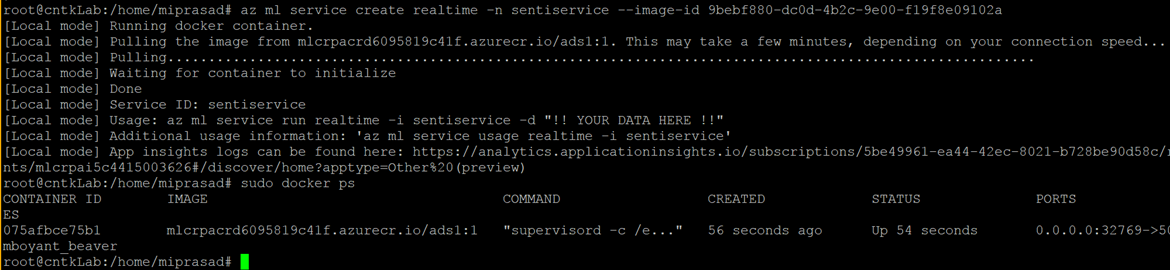 root@cntkLab:/home/miprasad# az ml service create realtime -n sentiservice --image-id 9bebf880-dc0d-4b2c-9e00-f19f8e09102a
[Local mode] Running docker container.
[Local mode] Pulling the image from mlcrpacrd6095819c41f.azurecr.io/ads1:1. This may take a few minutes, depending on your connection speed...
[Local mode] Pulling.........................................................................................................
[Local mode] Waiting for container to initialize
[Local mode] Done
[Local mode] Service ID: sentiservice
[Local mode] Usage: az ml service run realtime -i sentiservice -d "!! YOUR DATA HERE !!"
[Local mode] Additional usage information: 'az ml service usage realtime -i sentiservice'
[Local mode] App insights logs can be found here: https://analytics.applicationinsights.io/subscriptions/5be49961-ea44-42ec-8021-b728be90d58c/r
nts/mlcrpai5c4415003626#/discover/home?apptype=Other%20(preview)
root@cntkLab:/home/miprasad# sudo docker ps
CONTAINER ID IMAGE COMMAND CREATED STATUS PORTS
ES
075afbce75b1 mlcrpacrd6095819c41f.azurecr.io/ads1:1 "supervisord -c /e..." 56 seconds ago Up 54 seconds 0.0.0.0:32769->50
mboyant_beaver
root@cntkLab:/home/miprasad#